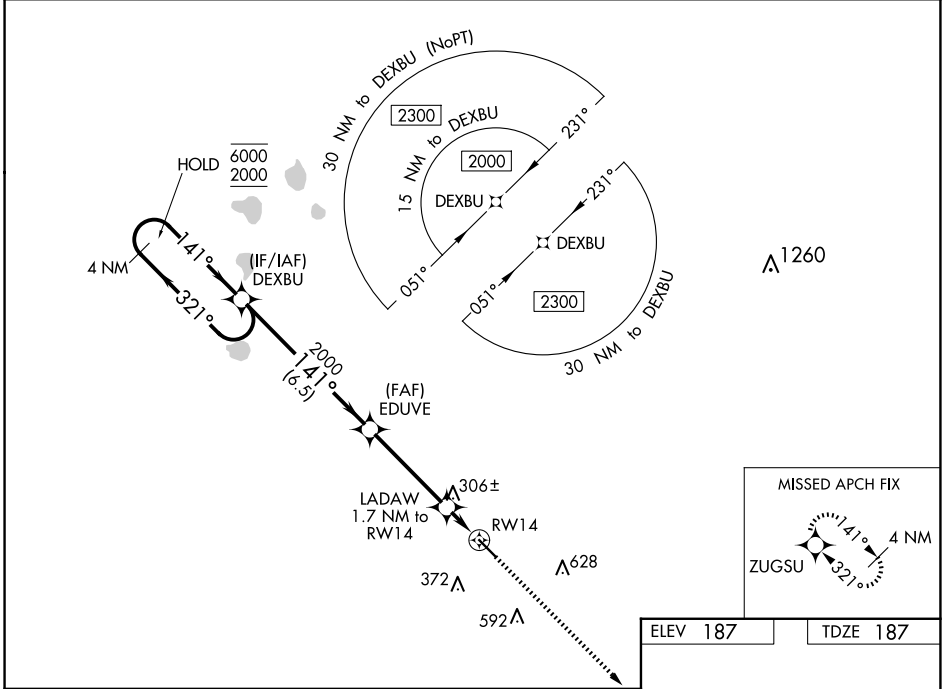 30 NM to DEXBU (NoPT)
2300
15 NM to DEXBU
2000
231°
DEXBU
051°
HOLD
6000
2000
4 NM
141°
321°
(IF/IAF)
DEXBU
231°
DEXBU
051°
2300
30 NM to DEXBU
1260
2000
141°
(6.5)
(FAF)
EDUVE
306±
LADAW
1.7 NM to
RW14
RW14
372
628
592
MISSED APCH FIX
141°
4 NM
ZUGSU
321°
ELEV 187
TDZE 187